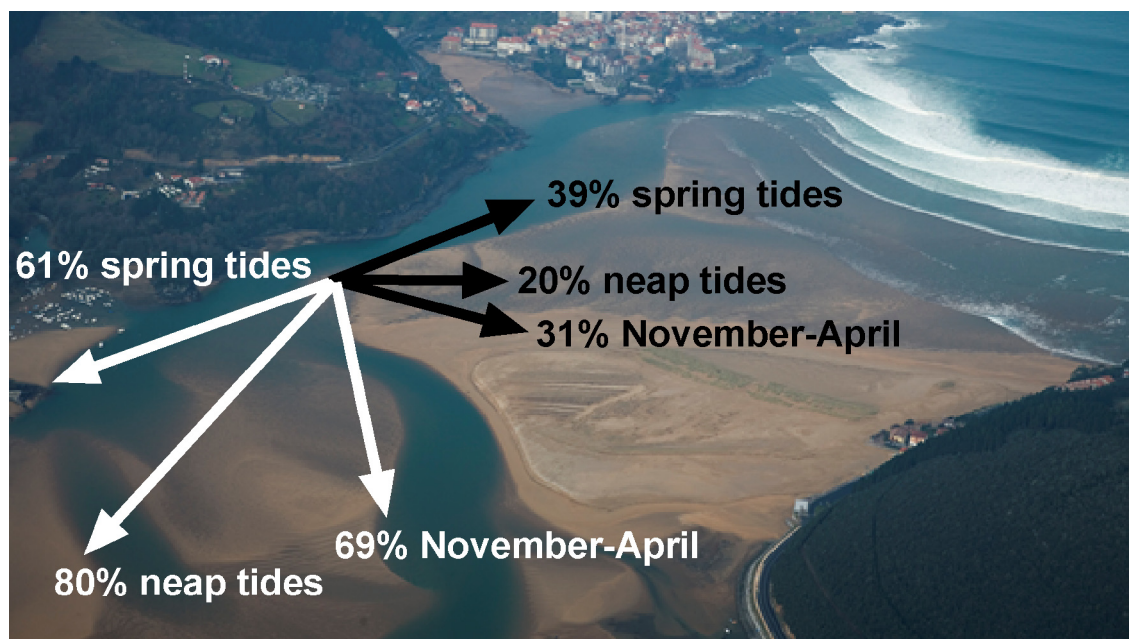 39% spring tides
61% spring tides
20% neap tides
31% November-April
69% November-April
80% neap tides